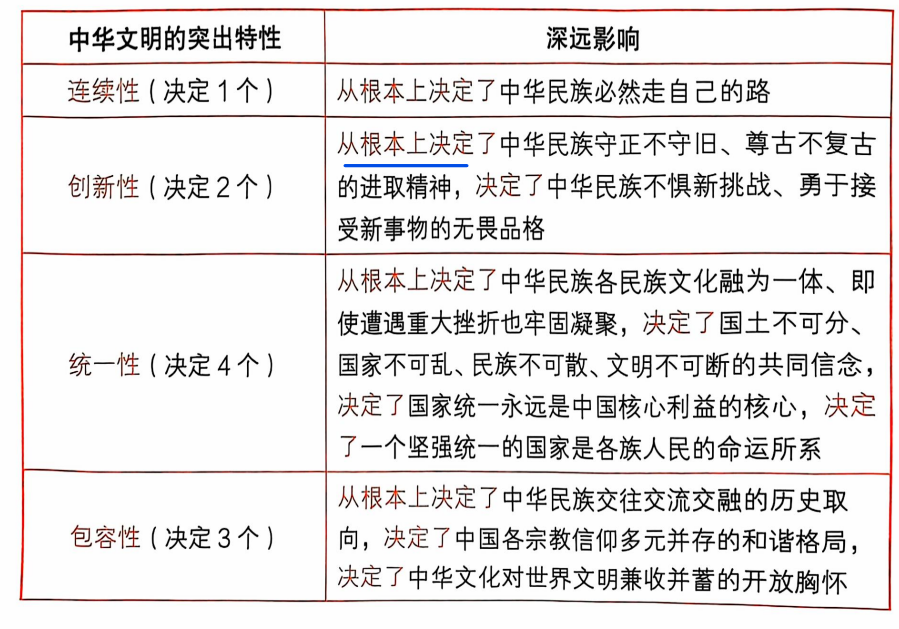 中华文明的突出特性
深远影响
连续性(决定1个)
从根本上决定了中华民族必然走自己的路
创新性(决定2个)
从根本上决定了中华民族守正不守旧、尊古不复古
的进取精神，决定了中华民族不惧新挑战、勇于接
受新事物的无畏品格
统一性(决定4个)
从根本上决定了中华民族各民族文化融为一体、即
使遭遇重大挫折也牢固凝聚，决定了国土不可分、
国家不可乱、民族不可散、文明不可断的共同信念，
决定了国家统一永远是中国核心利益的核心，决定
了一个坚强统一的国家是各族人民的命运所系
包容性(决定3个)
从根本上决定了中华民族交往交流交融的历史取
向，决定了中国各宗教信仰多元并存的和谐格局，
决定了中华文化对世界文明兼收并蓄的开放胸怀